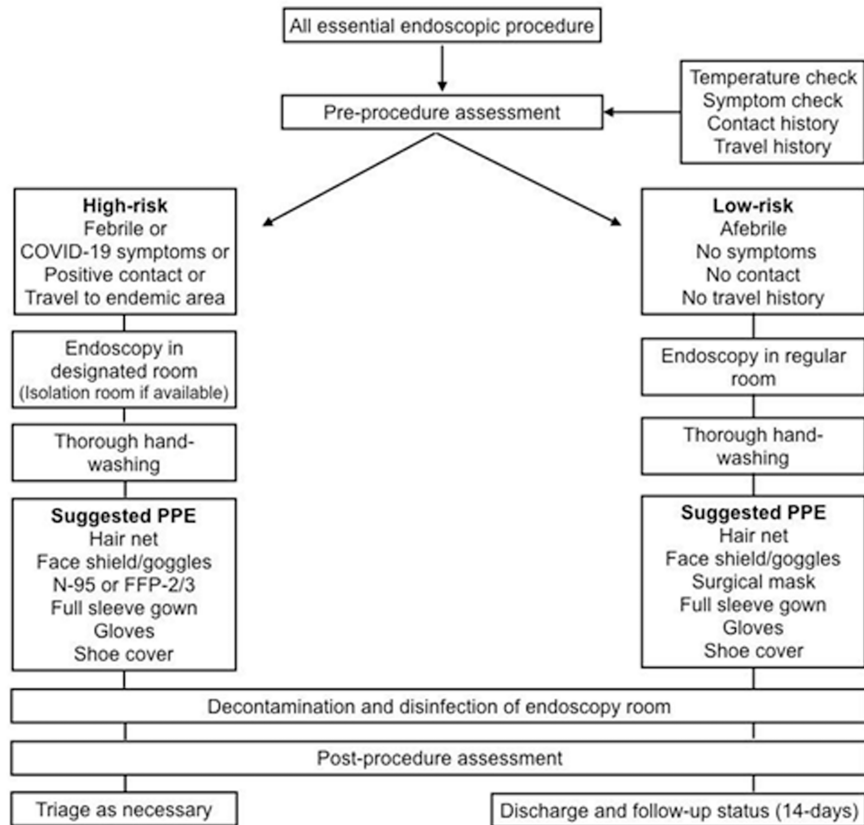 All essential endoscopic procedure
Temperature check
Symptom check
Contact history
Travel history
Pre-procedure assessment
High-risk
Febrile or
COVID-19 symptoms or
Positive contact or
Travel to endemic area
Low-risk
Afebrile
No symptoms
No contact
No travel history
Endoscopy in
designated room
(Isolation room if available)
Endoscopy in regular
room
Thorough hand-
washing
Thorough hand-
washing
Suggested PPE
Hair net
Face shield/goggles
N-95 or FFP-2/3
Full sleeve gown
Gloves
Shoe cover
Suggested PPE
Hair net
Face shield/goggles
Surgical mask
Full sleeve gown
Gloves
Shoe cover
Decontamination and disinfection of endoscopy room
Post-procedure assessment
Triage as necessary
Discharge and follow-up status (14-days)